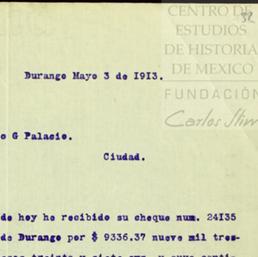 CENTRO DE
ESTUDIOS
DE HISTORIA
DE MEXICO
FUNDACIÓN
Carlos Slim
Durango Mayo 3 de 1913.
o G Palacio.
Ciudad.
de hoy he recibido su cheque num. 24135
de Durango por $ 9336.37 nueve mil tres-